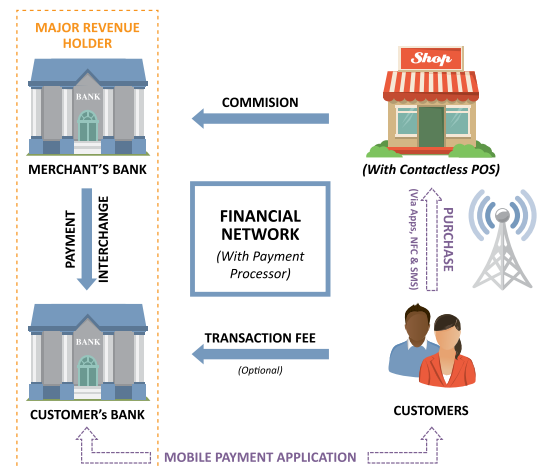 MAJOR REVENUE
HOLDER
BANK
MERCHANT'S BANK
COMMISION
Shop
(With Contactless POS)
PAYMENT
INTERCHANGE
FINANCIAL
NETWORK
(With Payment
Processor)
(Via Apps, NFC & SMS)
PURCHASE
BANK
CUSTOMER's BANK
TRANSACTION FEE
(Optional)
CUSTOMERS
MOBILE PAYMENT APPLICATION